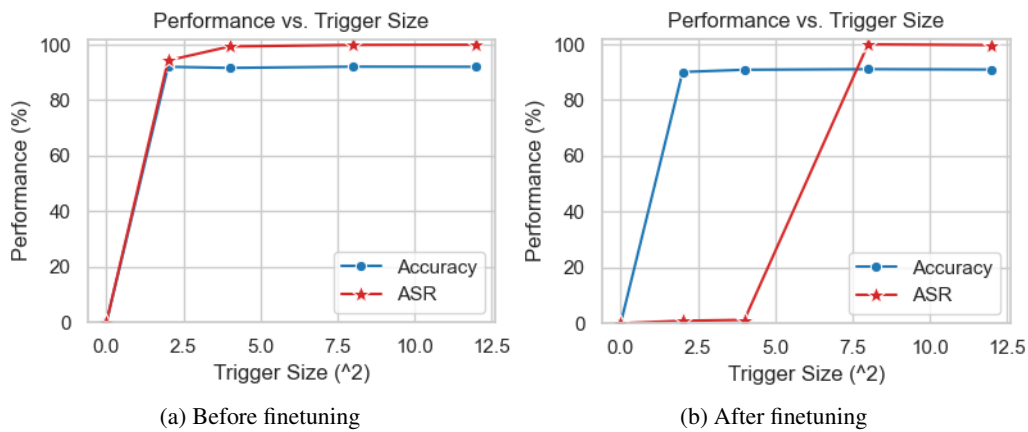 Performance vs. Trigger Size
100
80
60
40
20
0
Performance (%)
0.0 2.5 5.0 7.5 10.0 12.5
Trigger Size (^2)
Accuracy
ASR
(a) Before finetuning
Performance vs. Trigger Size
100
80
60
40
20
0
Performance (%)
0.0 2.5 5.0 7.5 10.0 12.5
Trigger Size (^2)
Accuracy
ASR
(b) After finetuning